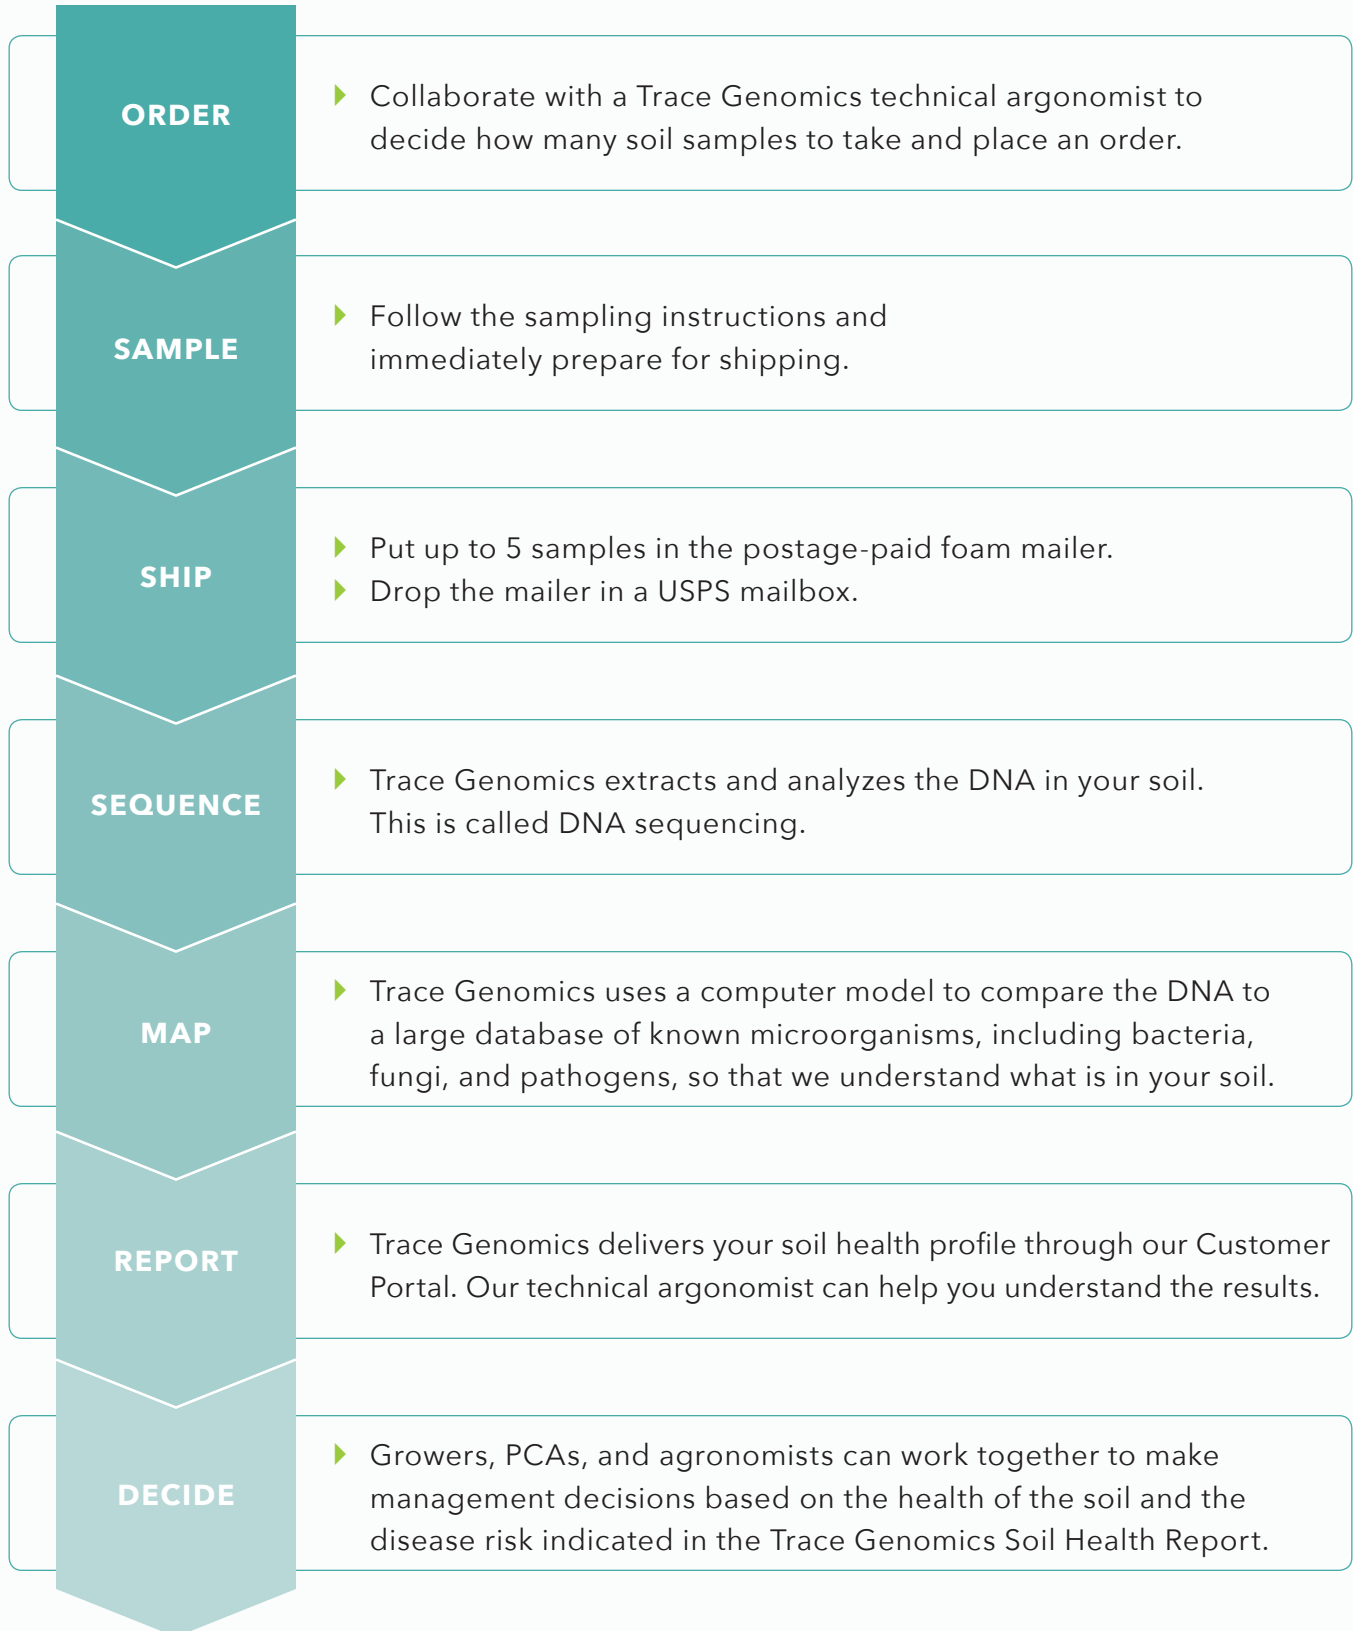 ORDER
Collaborate with a Trace Genomics technical argonomist to
decide how many soil samples to take and place an order.
SAMPLE
Follow the sampling instructions and
immediately prepare for shipping.
SHIP
Put up to 5 samples in the postage-paid foam mailer.
Drop the mailer in a USPS mailbox.
SEQUENCE
Trace Genomics extracts and analyzes the DNA in your soil.
This is called DNA sequencing.
MAP
Trace Genomics uses a computer model to compare the DNA to
a large database of known microorganisms, including bacteria,
fungi, and pathogens, so that we understand what is in your soil.
REPORT
Trace Genomics delivers your soil health profile through our Customer
Portal. Our technical argonomist can help you understand the results.
DECIDE
Growers, PCAs, and agronomists can work together to make
management decisions based on the health of the soil and the
disease risk indicated in the Trace Genomics Soil Health Report.